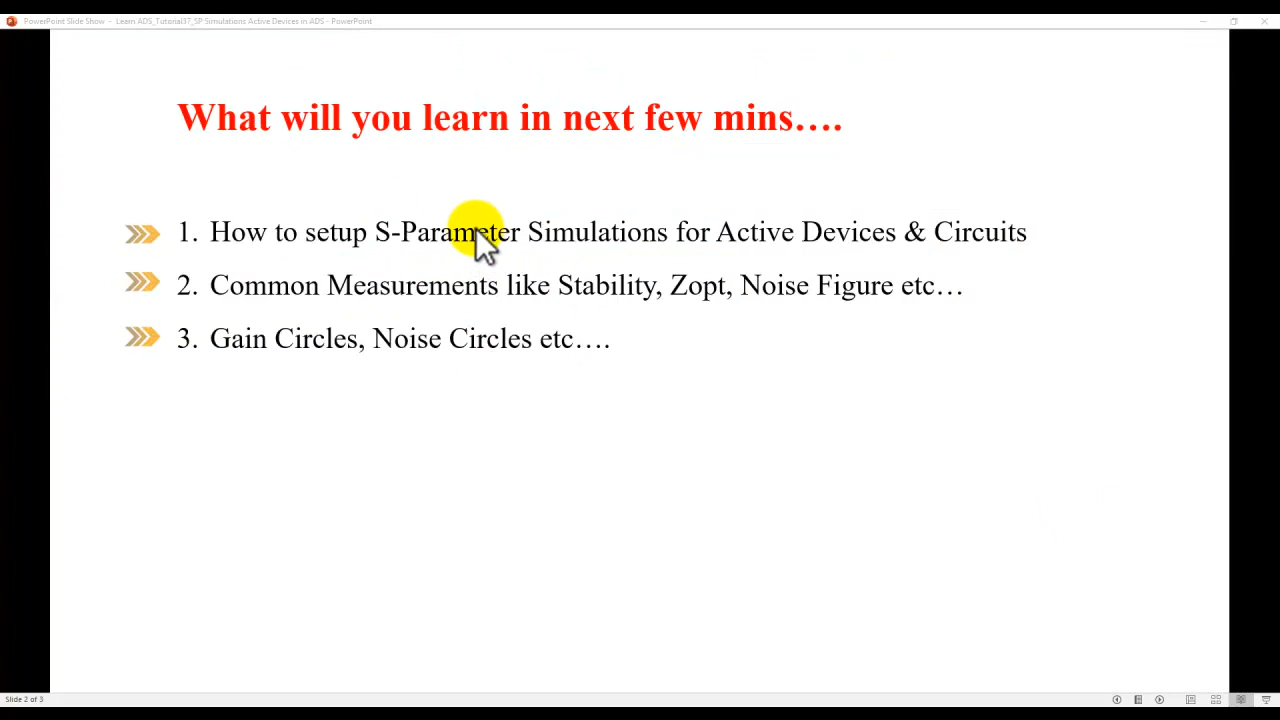 PowerPoint Slide Show - Learn ADS_Tutorial37_SP Simulations Active Devices in ADS - PowerPoint
What will you learn in next few mins….
1. How to setup S-Parameter Simulations for Active Devices & Circuits
2. Common Measurements like Stability, Zopt, Noise Figure etc…
3. Gain Circles, Noise Circles etc….
Slide 2 of 3